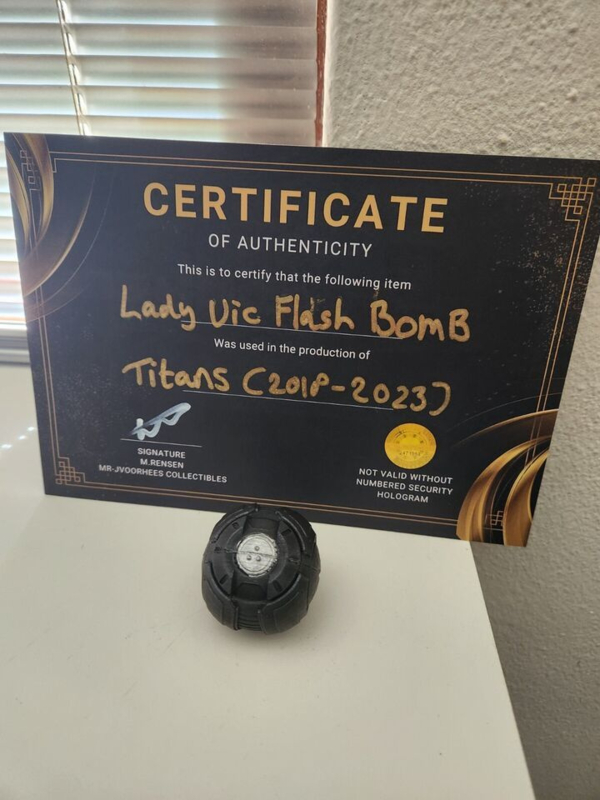 CERTIFICATE
OF AUTHENTICITY
This is to certify that the following item
Lady Vic Flash BomB
Was used in the production of
Titans (2018-2023)
SIGNATURE
M.RENSEN
MR-JVOORHEES COLLECTIBLES
NOT VALID WITHOUT
NUMBERED SECURITY
HOLOGRAM